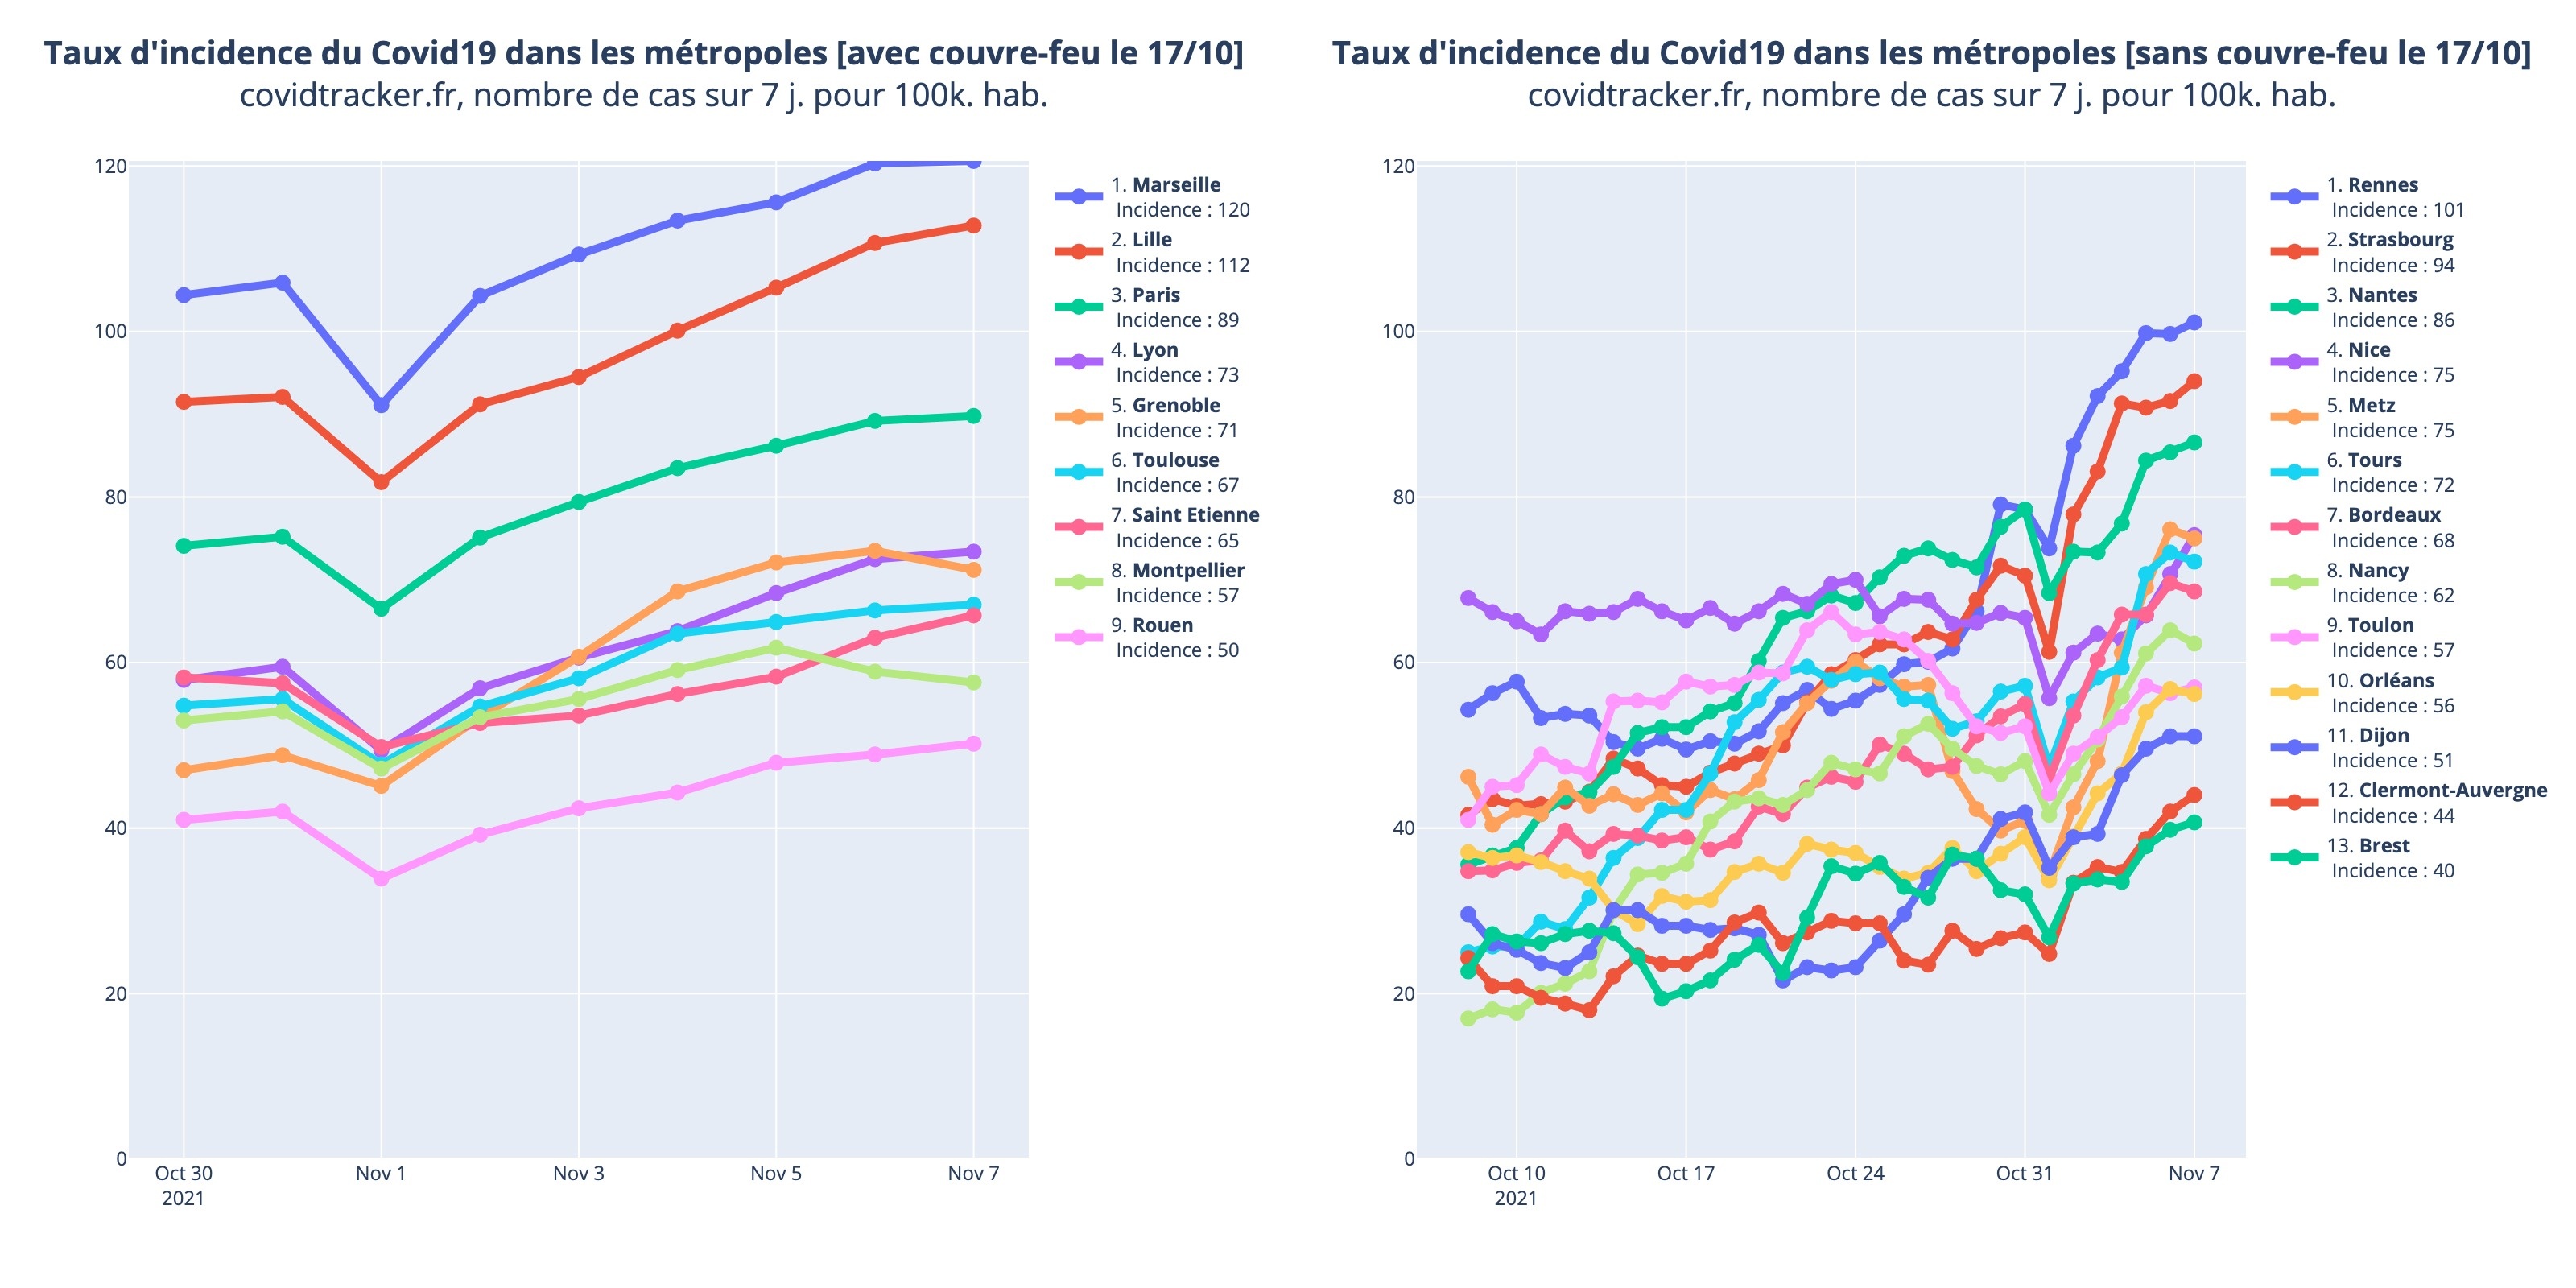 Taux d'incidence du Covid19 dans les métropoles [avec couvre-feu le 17/10]
covidtracker.fr, nombre de cas sur 7 j. pour 100k. hab.
120
100
80
60
40
20
0
Oct 30
2021
Nov 1
Nov 3
Nov 5
Nov 7
1. Marseille
Incidence : 120
2. Lille
Incidence : 112
3. Paris
Incidence : 89
4. Lyon
Incidence : 73
5. Grenoble
Incidence : 71
6. Toulouse
Incidence : 67
7. Saint Etienne
Incidence : 65
8. Montpellier
Incidence : 57
9. Rouen
Incidence : 50
Taux d'incidence du Covid19 dans les métropoles [sans couvre-feu le 17/10]
covidtracker.fr, nombre de cas sur 7 j. pour 100k. hab.
120
100
80
60
40
20
0
Oct 10
2021
Oct 17
Oct 24
Oct 31
Nov 7
1. Rennes
Incidence : 101
2. Strasbourg
Incidence : 94
3. Nantes
Incidence : 86
4. Nice
Incidence : 75
5. Metz
Incidence : 75
6. Tours
Incidence : 72
7. Bordeaux
Incidence : 68
8. Nancy
Incidence : 62
9. Toulon
Incidence : 57
10. Orléans
Incidence : 56
11. Dijon
Incidence : 51
12. Clermont-Auvergne
Incidence : 44
13. Brest
Incidence : 40